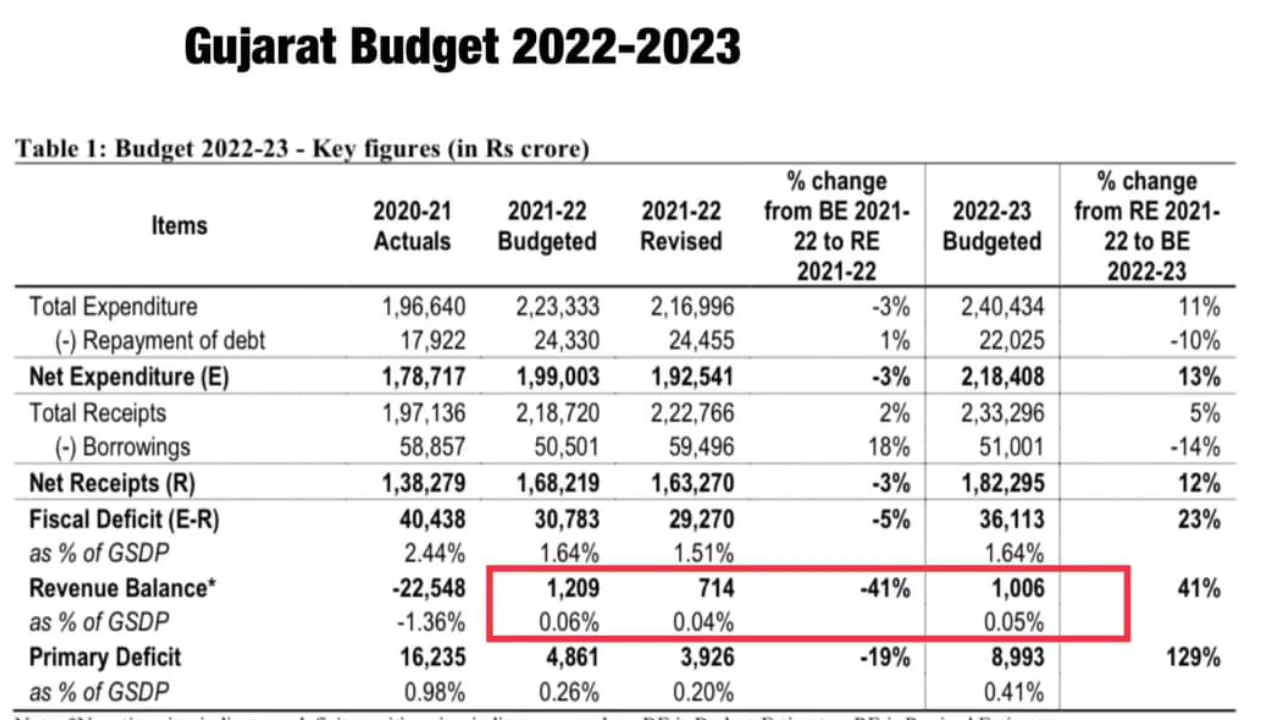 Gujarat Budget 2022-2023
Table 1: Budget 2022-23 - Key figures (in Rs crore)
Items 2020-21 Actuals 2021-22 Budgeted 2021-22 Revised % change from BE 2021-22 to RE 2021-22 2022-23 Budgeted % change from RE 2021-22 to BE 2022-23
Total Expenditure 1,96,640 2,23,333 2,16,996 -3% 2,40,434 11%
(-) Repayment of debt 17,922 24,330 24,455 1% 22,025 -10%
Net Expenditure (E) 1,78,717 1,99,003 1,92,541 -3% 2,18,408 13%
Total Receipts 1,97,136 2,18,720 2,22,766 2% 2,33,296 5%
(-) Borrowings 58,857 50,501 59,496 18% 51,001 -14%
Net Receipts (R) 1,38,279 1,68,219 1,63,270 -3% 1,82,295 12%
Fiscal Deficit (E-R) 40,438 30,783 29,270 -5% 36,113 23%
as % of GSDP 2.44% 1.64% 1.51% 1.64%
Revenue Balance* -22,548 1,209 714 -41% 1,006 41%
as % of GSDP -1.36% 0.06% 0.04% 0.05%
Primary Deficit 16,235 4,861 3,926 -19% 8,993 129%
as % of GSDP 0.98% 0.26% 0.20% 0.41%